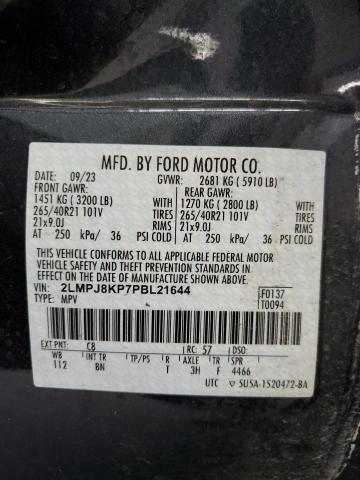 MFD. BY FORD MOTOR CO.
DATE: 09/23 GVWR: 2681 KG ( 5910 LB)
FRONT GAWR: REAR GAWR:
1451 KG ( 3200 LB) WITH 1270 KG ( 2800 LB) WITH
265/40R21 101V TIRES 265/40R21 101V TIRES
21x9.0J RIMS 21x9.0J RIMS
AT 250 kPa/ 36 PSI COLD AT 250 kPa/ 36 PSI COLD
THIS VEHICLE CONFORMS TO ALL APPLICABLE FEDERAL MOTOR
VEHICLE SAFETY AND THEFT PREVENTION STANDARDS IN EFFECT
ON THE DATE OF MANUFACTURE SHOWN ABOVE.
VIN: 2LMPJ8KP7PBL21644
TYPE: MPV
F0137
T0094
EXT PNT: C8 RC: 57 DSO:
WB INT TR TP/PS R AXLE TR SPR
112 BN T 3H F 4466
UTC 5U5A-1520472-BA